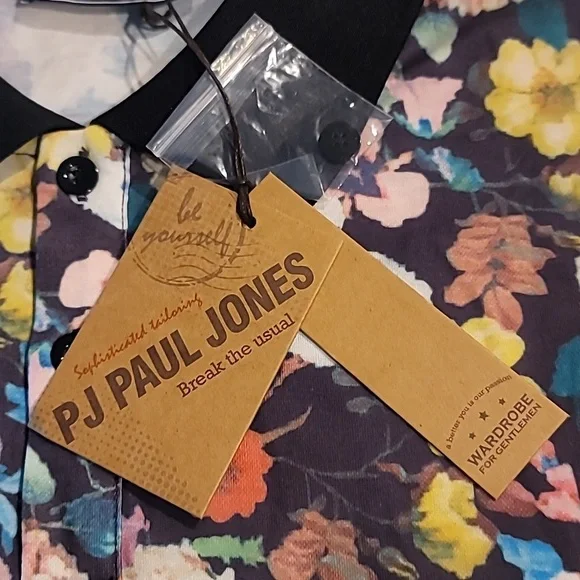 be
yourself!
Sophisticated tailoring
PJ PAUL JONES
Break the usual
a better you is our passion
WARDROBE
FOR GENTLEMEN